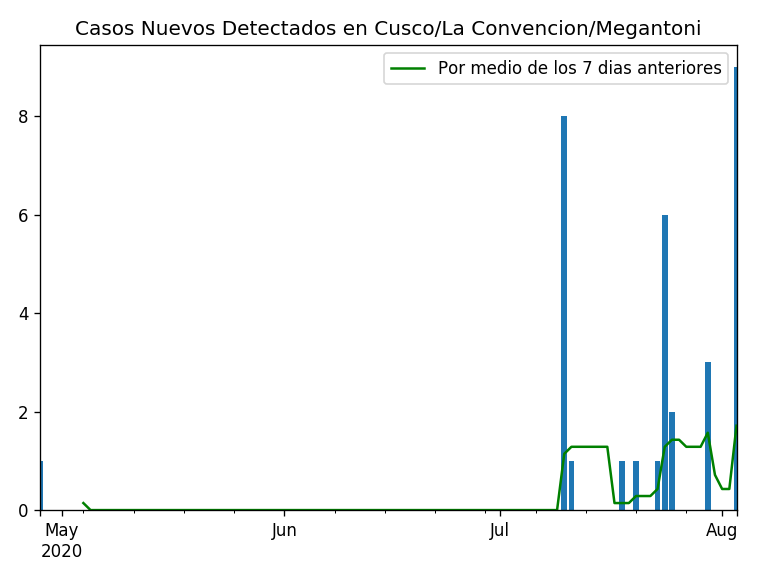 Casos Nuevos Detectados en Cusco/La Convencion/Megantoni
Por medio de los 7 dias anteriores
8
6
4
2
0
May Jun Jul Aug
2020